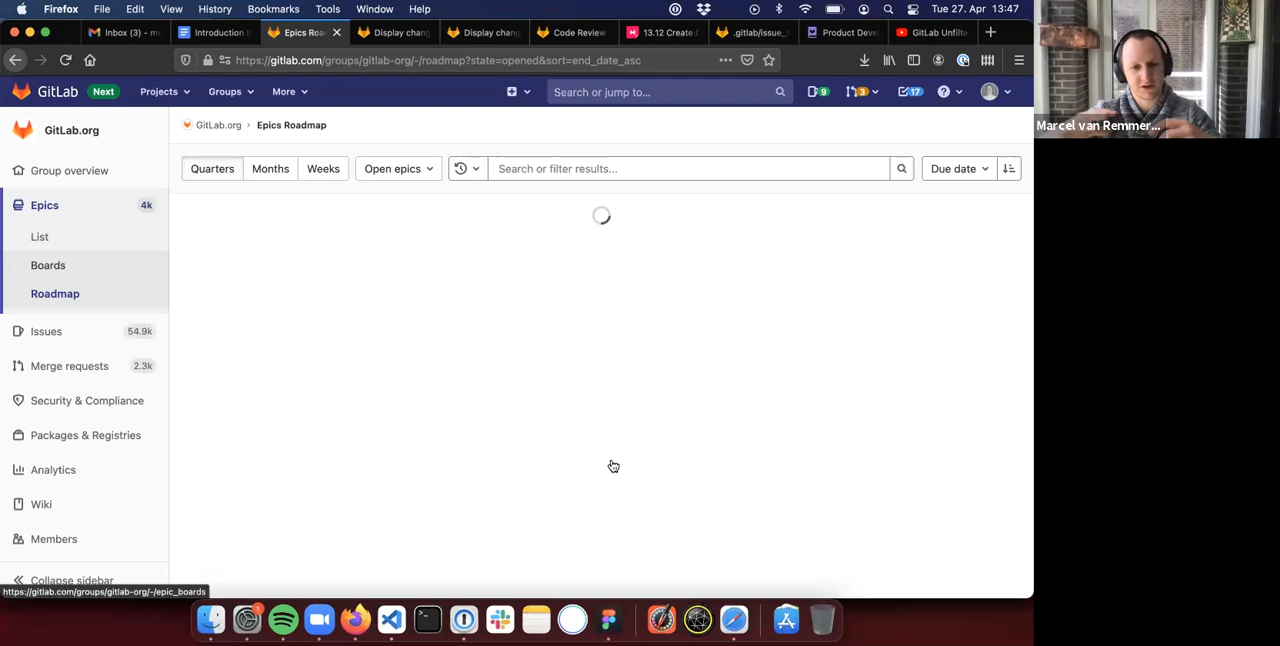 Firefox File Edit View History Bookmarks Tools Window Help Tue 27. Apr 13:47
Inbox (3) - m Introduction Epics Roa Display chang Display chang Code Review 13.12 Create: .gitlab/issue_ Product Deve GitLab Unfilte
https://gitlab.com/groups/gitlab-org/-/roadmap?state=opened&sort=end_date_asc
GitLab Next Projects Groups More Search or jump to... 9 3 17
GitLab.org
GitLab.org › Epics Roadmap
Group overview
Quarters Months Weeks Open epics Search or filter results... Due date
Epics 4k
List
Boards
Roadmap
Issues 54.9k
Merge requests 2.3k
Security & Compliance
Packages & Registries
Analytics
Wiki
Members
Collapse sidebar
https://gitlab.com/groups/gitlab-org/-/epic_boards
1
Marcel van Remmer...